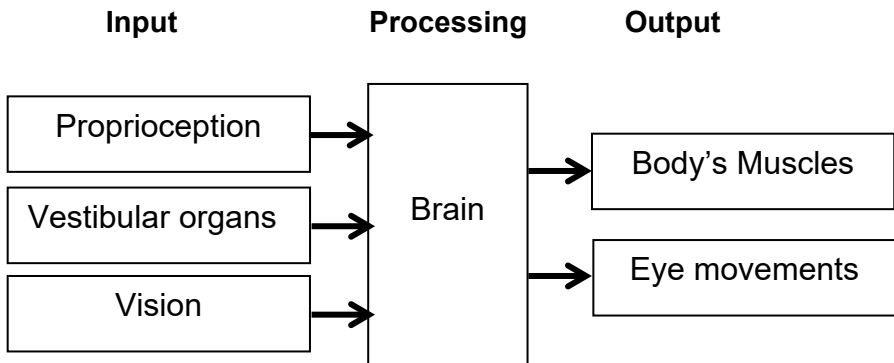 Input Processing Output
Proprioception
Vestibular organs
Vision
Brain
Body’s Muscles
Eye movements